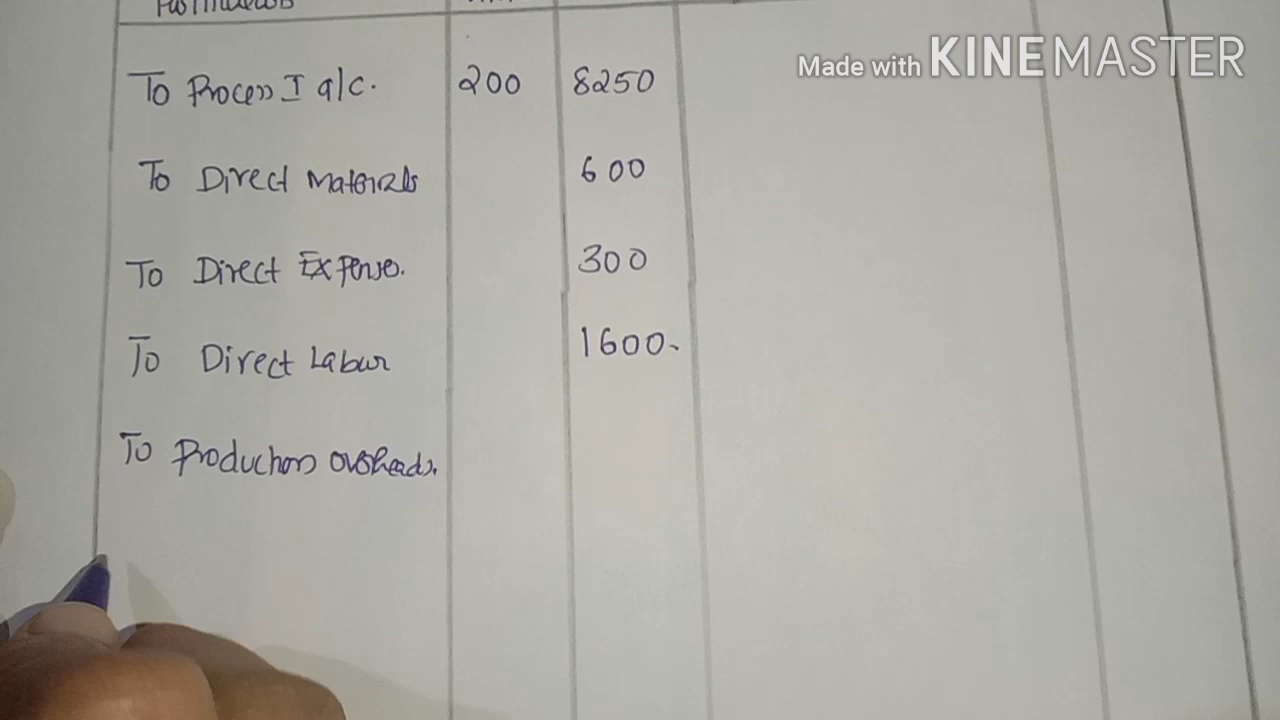 Made with KINEMASTER
To Process I a/c. 200 8250
To Direct Materials 600
To Direct Expenses. 300
To Direct Labur 1600.
To Production overheads.